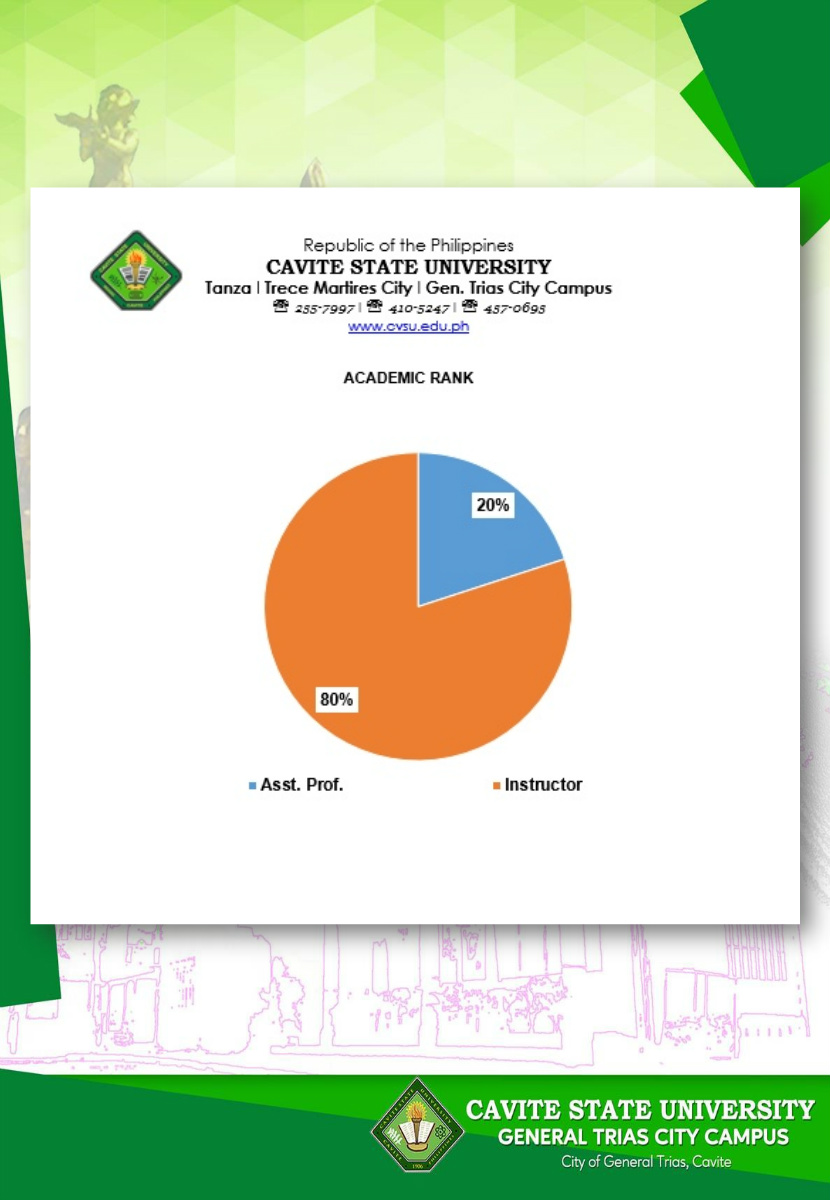 Republic of the Philippines
CAVITE STATE UNIVERSITY
Tanza | Trece Martires City | Gen. Trias City Campus
☎ 255-7997 | ☎ 410-5247 | ☎ 457-0695
www.cvsu.edu.ph
ACADEMIC RANK
20%
80%
Asst. Prof.
Instructor
CAVITE STATE UNIVERSITY
GENERAL TRIAS CITY CAMPUS
City of General Trias, Cavite